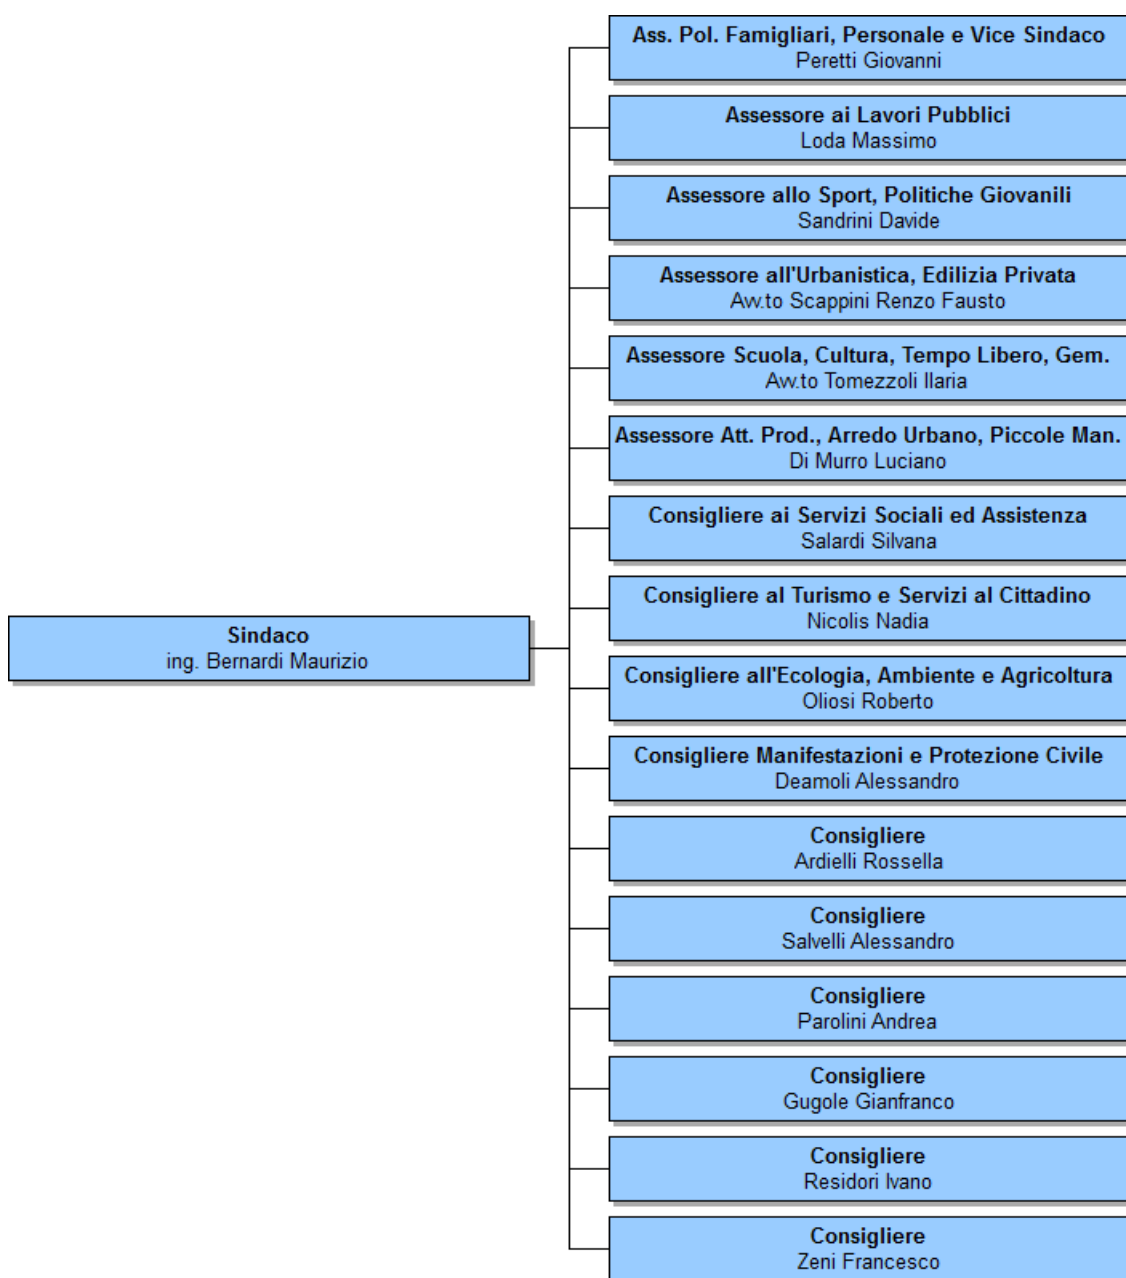 Ass. Pol. Famigliari, Personale e Vice Sindaco
Peretti Giovanni
Assessore ai Lavori Pubblici
Loda Massimo
Assessore allo Sport, Politiche Giovanili
Sandrini Davide
Assessore all'Urbanistica, Edilizia Privata
Avv.to Scappini Renzo Fausto
Assessore Scuola, Cultura, Tempo Libero, Gem.
Avv.to Tomezzoli Ilaria
Assessore Att. Prod., Arredo Urbano, Piccole Man.
Di Murro Luciano
Consigliere ai Servizi Sociali ed Assistenza
Salardi Silvana
Consigliere al Turismo e Servizi al Cittadino
Nicolis Nadia
Sindaco
ing. Bernardi Maurizio
Consigliere all'Ecologia, Ambiente e Agricoltura
Oliosi Roberto
Consigliere Manifestazioni e Protezione Civile
Deamoli Alessandro
Consigliere
Ardielli Rossella
Consigliere
Salvelli Alessandro
Consigliere
Parolini Andrea
Consigliere
Gugole Gianfranco
Consigliere
Residori Ivano
Consigliere
Zeni Francesco